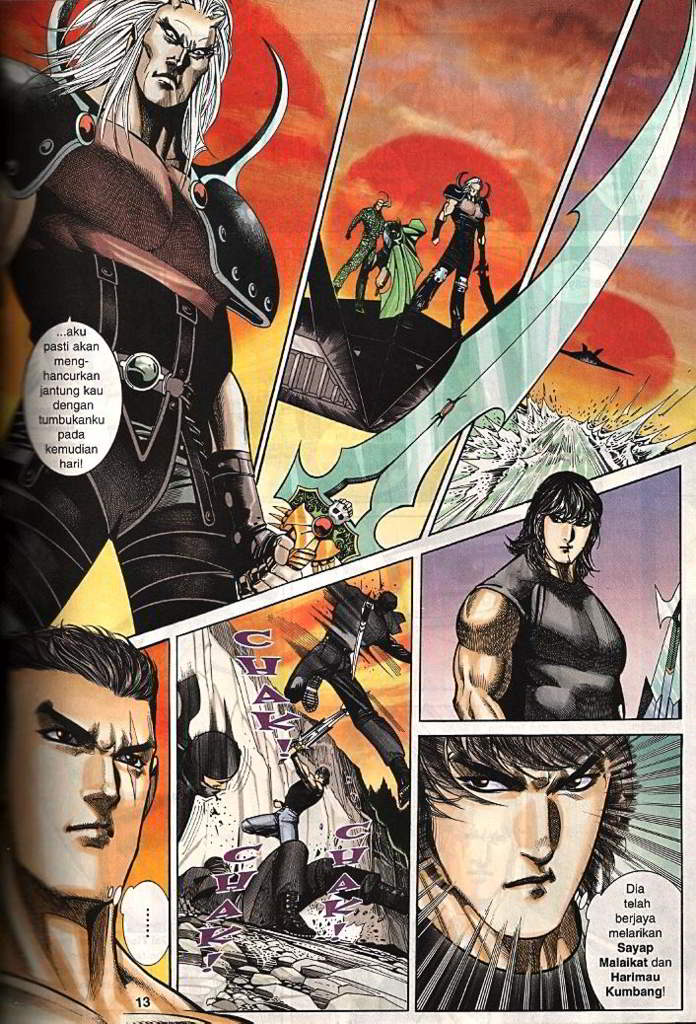 ...aku
pasti akan
meng-
hancurkan
jantung kau
dengan
tumbukanku
pada
kemudian
hari!
CHAK!
CHAK!
CHAK!
CHAK!
.......
Dia
telah
berjaya
melarikan
Sayap
Malaikat dan
Harimau
Kumbang!
13